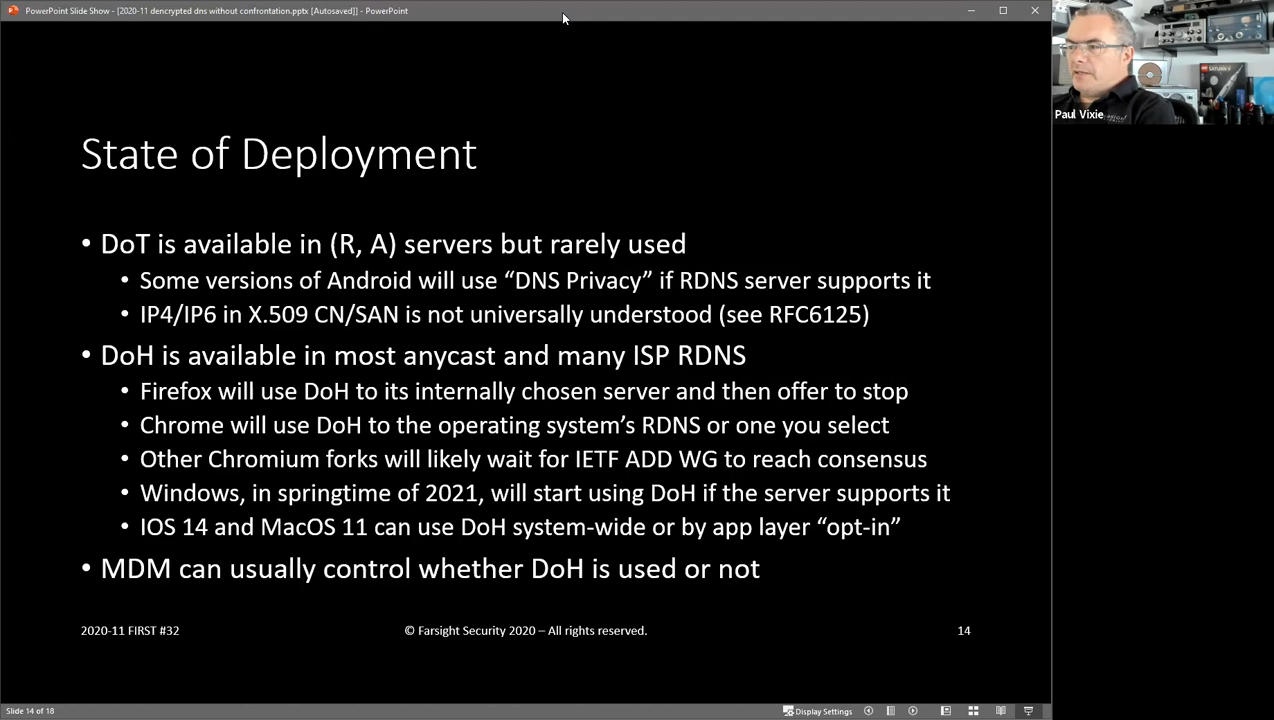 PowerPoint Slide Show - [2020-11 dencrypted dns without confrontation.pptx [Autosaved]] - PowerPoint
Paul Vixie
State of Deployment
• DoT is available in (R, A) servers but rarely used
• Some versions of Android will use “DNS Privacy” if RDNS server supports it
• IP4/IP6 in X.509 CN/SAN is not universally understood (see RFC6125)
• DoH is available in most anycast and many ISP RDNS
• Firefox will use DoH to its internally chosen server and then offer to stop
• Chrome will use DoH to the operating system’s RDNS or one you select
• Other Chromium forks will likely wait for IETF ADD WG to reach consensus
• Windows, in springtime of 2021, will start using DoH if the server supports it
• IOS 14 and MacOS 11 can use DoH system-wide or by app layer “opt-in”
• MDM can usually control whether DoH is used or not
2020-11 FIRST #32
© Farsight Security 2020 – All rights reserved.
14
Slide 14 of 18
Display Settings